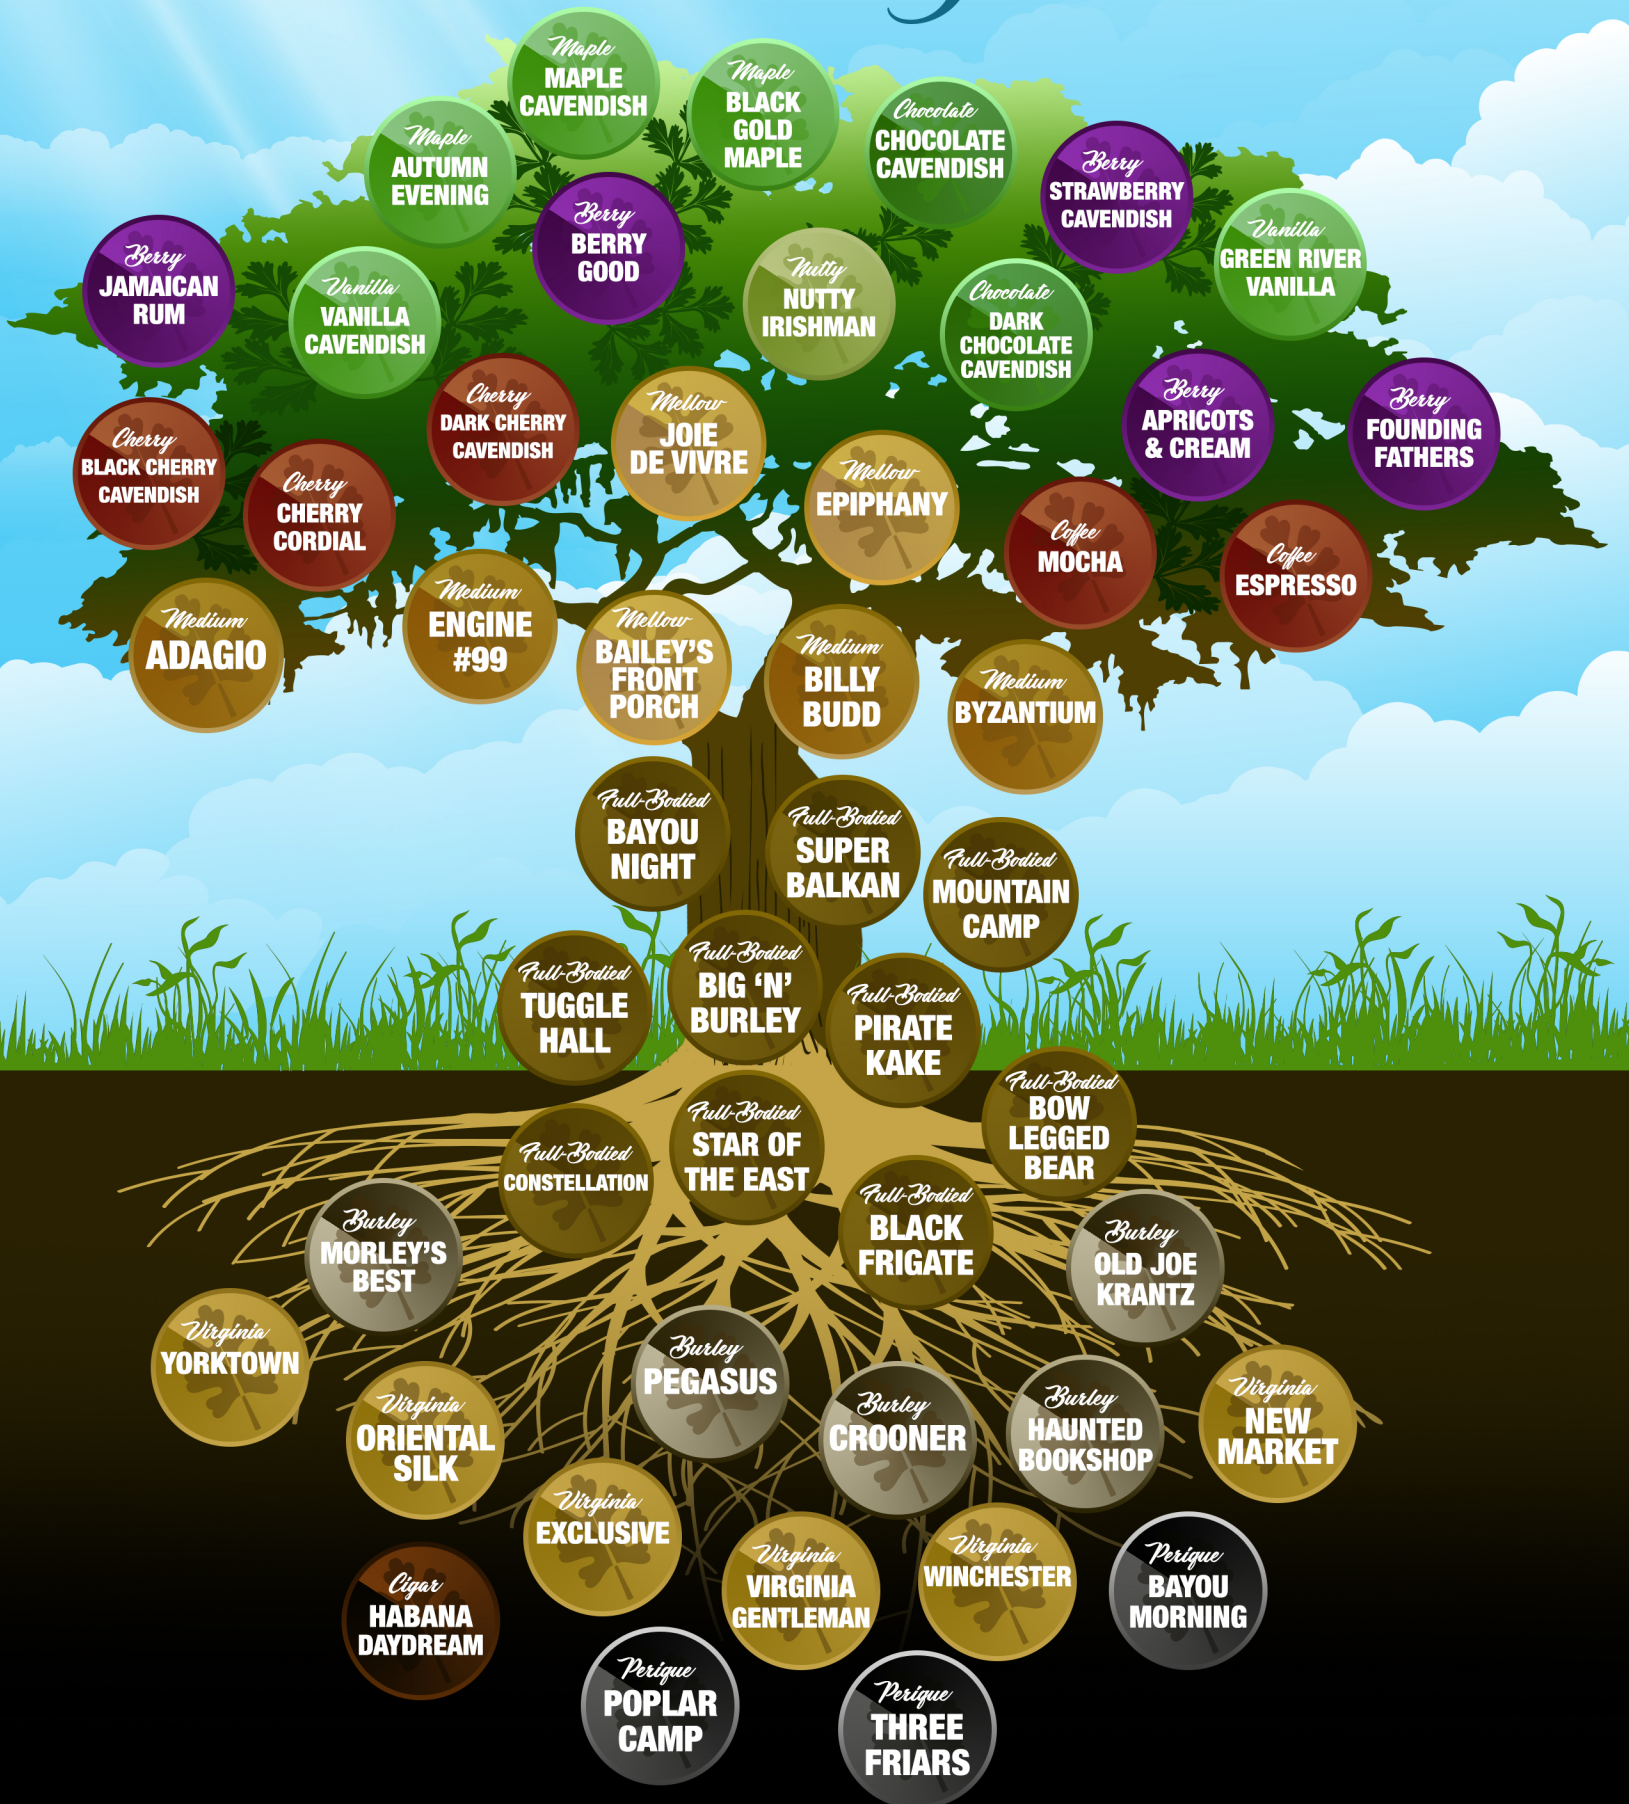 Maple
MAPLE
CAVENDISH
Maple
BLACK
GOLD
MAPLE
Chocolate
CHOCOLATE
CAVENDISH
Maple
AUTUMN
EVENING
Berry
STRAWBERRY
CAVENDISH
Berry
BERRY
GOOD
Vanilla
GREEN RIVER
VANILLA
Berry
JAMAICAN
RUM
Vanilla
VANILLA
CAVENDISH
Nutty
NUTTY
IRISHMAN
Chocolate
DARK
CHOCOLATE
CAVENDISH
Cherry
DARK CHERRY
CAVENDISH
Mellow
JOIE
DE VIVRE
Berry
APRICOTS
& CREAM
Berry
FOUNDING
FATHERS
Cherry
BLACK CHERRY
CAVENDISH
Cherry
CHERRY
CORDIAL
Mellow
EPIPHANY
Coffee
MOCHA
Coffee
ESPRESSO
Medium
ADAGIO
Medium
ENGINE
#99
Mellow
BAILEY'S
FRONT
PORCH
Medium
BILLY
BUDD
Medium
BYZANTIUM
Full-Bodied
BAYOU
NIGHT
Full-Bodied
SUPER
BALKAN
Full-Bodied
MOUNTAIN
CAMP
Full-Bodied
TUGGLE
HALL
Full-Bodied
BIG ‘N’
BURLEY
Full-Bodied
PIRATE
KAKE
Full-Bodied
BOW
LEGGED
BEAR
Full-Bodied
CONSTELLATION
Full-Bodied
STAR OF
THE EAST
Full-Bodied
BLACK
FRIGATE
Burley
MORLEY'S
BEST
Burley
OLD JOE
KRANTZ
Virginia
YORKTOWN
Virginia
ORIENTAL
SILK
Burley
PEGASUS
Burley
CROONER
Burley
HAUNTED
BOOKSHOP
Virginia
NEW
MARKET
Virginia
EXCLUSIVE
Virginia
VIRGINIA
GENTLEMAN
Virginia
WINCHESTER
Perique
BAYOU
MORNING
Cigar
HABANA
DAYDREAM
Perique
POPLAR
CAMP
Perique
THREE
FRIARS